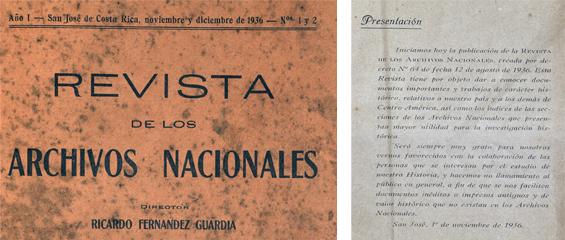 Año I — San José de Costa Rica, noviembre y diciembre de 1936 — Nos. 1 y 2
REVISTA
DE LOS
ARCHIVOS NACIONALES
DIRECTOR
RICARDO FERNANDEZ GUARDIA
Presentación
Iniciamos hoy la publicación de la REVISTA
DE LOS ARCHIVOS NACIONALES, creada por de-
creto Nº 64 de fecha 12 de agosto de 1936. Esta
Revista tiene por objeto dar a conocer docu-
mentos importantes y trabajos de carácter his-
tórico, relativos a nuestro país y a los demás de
Centro América, así como los índices de las sec-
ciones de los Archivos Nacionales que presen-
tan mayor utilidad para la investigación his-
tórica.
Será siempre muy grato para nosotros
vernos favorecidos con la colaboración de las
personas que se interesan por el estudio de
nuestra Historia, y hacemos un llamamiento al
público en general, a fin de que se nos faciliten
documentos inéditos o impresos antiguos y de
valor histórico que no existan en los Archivos
Nacionales.
San José, 1º de noviembre de 1936.